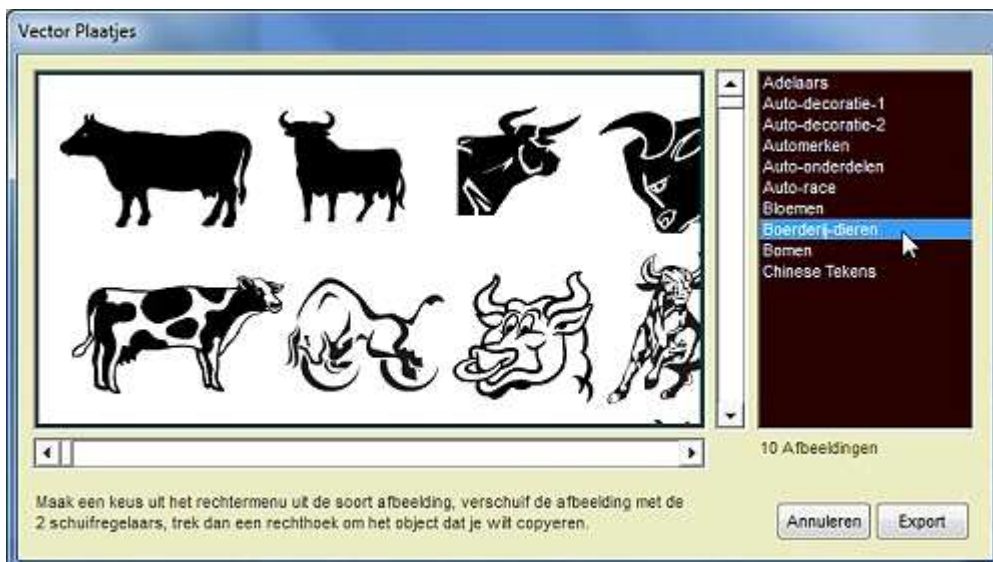 Vector Plaatjes
Adelaars
Auto-decoratie-1
Auto-decoratie-2
Automerken
Auto-onderdelen
Auto-race
Bloemen
Boerderij-dieren
Bomen
Chinese Tekens
10 Afbeeldingen
Maak een keus uit het rechtermenu uit de soort afbeelding, verschuif de afbeelding met de
2 schuifregelaars, trek dan een rechthoek om het object dat je wilt copyeren.
Annuleren
Export